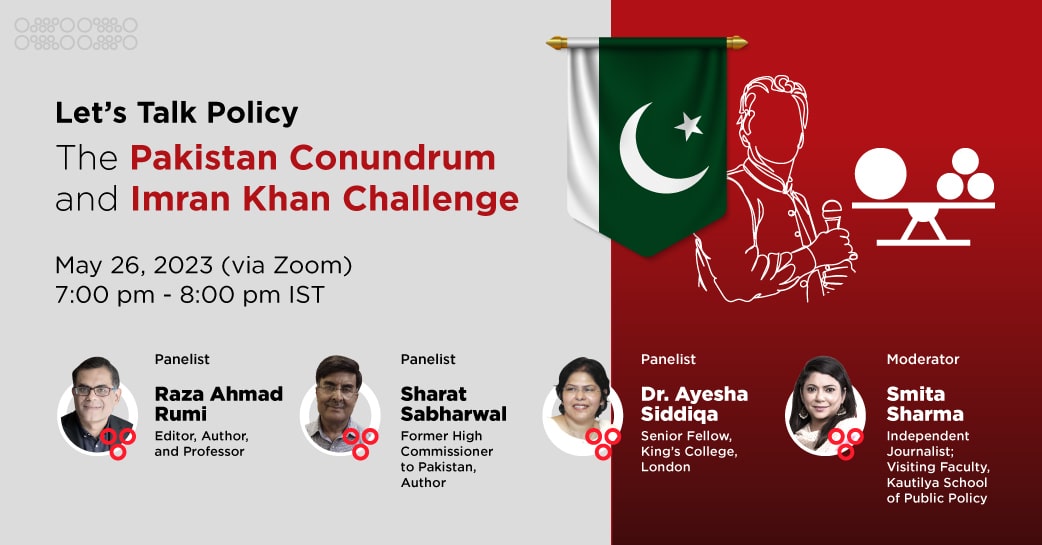 Let's Talk Policy
The Pakistan Conundrum
and Imran Khan Challenge
May 26, 2023 (via Zoom)
7:00 pm - 8:00 pm IST
Panelist
Raza Ahmad
Rumi
Editor, Author,
and Professor
Panelist
Sharat
Sabharwal
Former High
Commissioner
to Pakistan,
Author
Panelist
Dr. Ayesha
Siddiqa
Senior Fellow,
King's College,
London
Moderator
Smita
Sharma
Independent
Journalist;
Visiting Faculty,
Kautilya School
of Public Policy